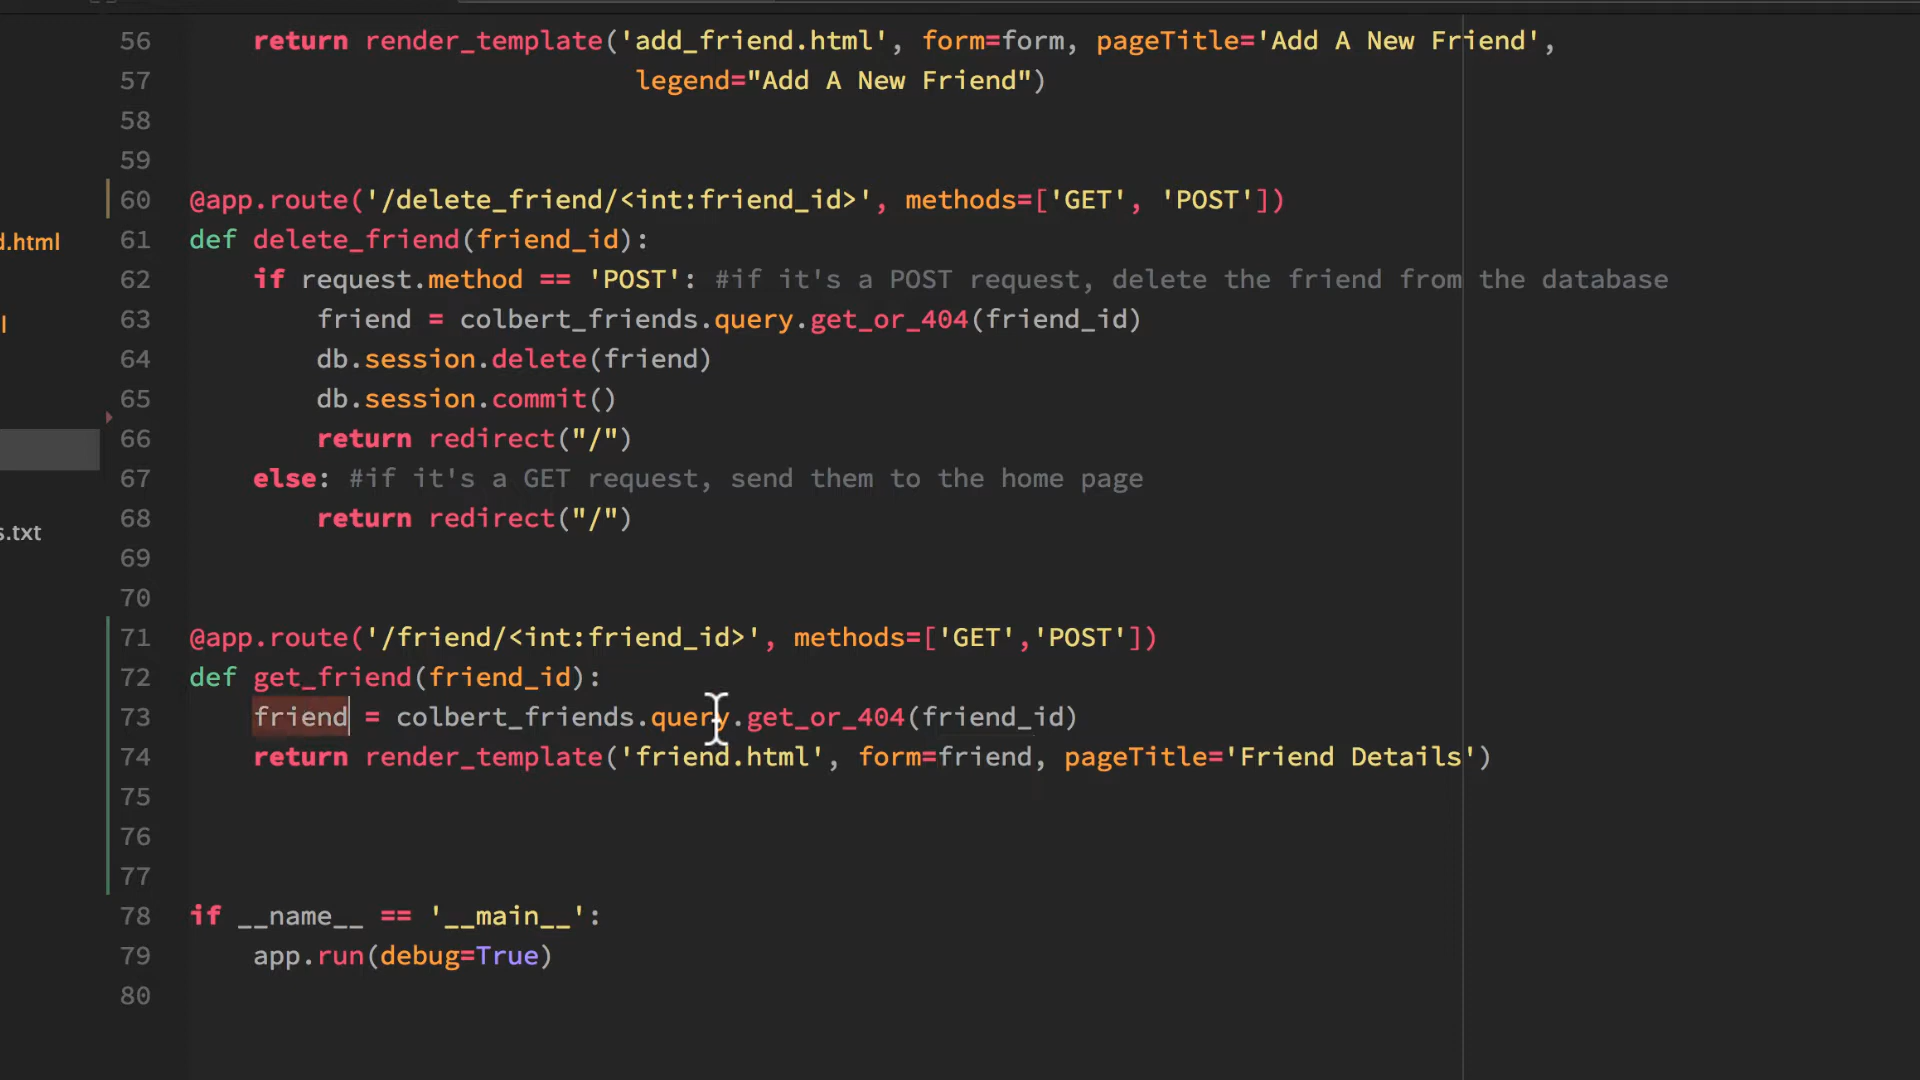 56 return render_template('add_friend.html', form=form, pageTitle='Add A New Friend',
57 legend="Add A New Friend")
58
59
60 @app.route('/delete_friend/<int:friend_id>', methods=['GET', 'POST'])
d.html 61 def delete_friend(friend_id):
62 if request.method == 'POST': #if it's a POST request, delete the friend from the database
l 63 friend = colbert_friends.query.get_or_404(friend_id)
64 db.session.delete(friend)
65 db.session.commit()
66 return redirect("/")
67 else: #if it's a GET request, send them to the home page
s.txt 68 return redirect("/")
69
70
71 @app.route('/friend/<int:friend_id>', methods=['GET','POST'])
72 def get_friend(friend_id):
73 friend = colbert_friends.query.get_or_404(friend_id)
74 return render_template('friend.html', form=friend, pageTitle='Friend Details')
75
76
77
78 if __name__ == '__main__':
79 app.run(debug=True)
80